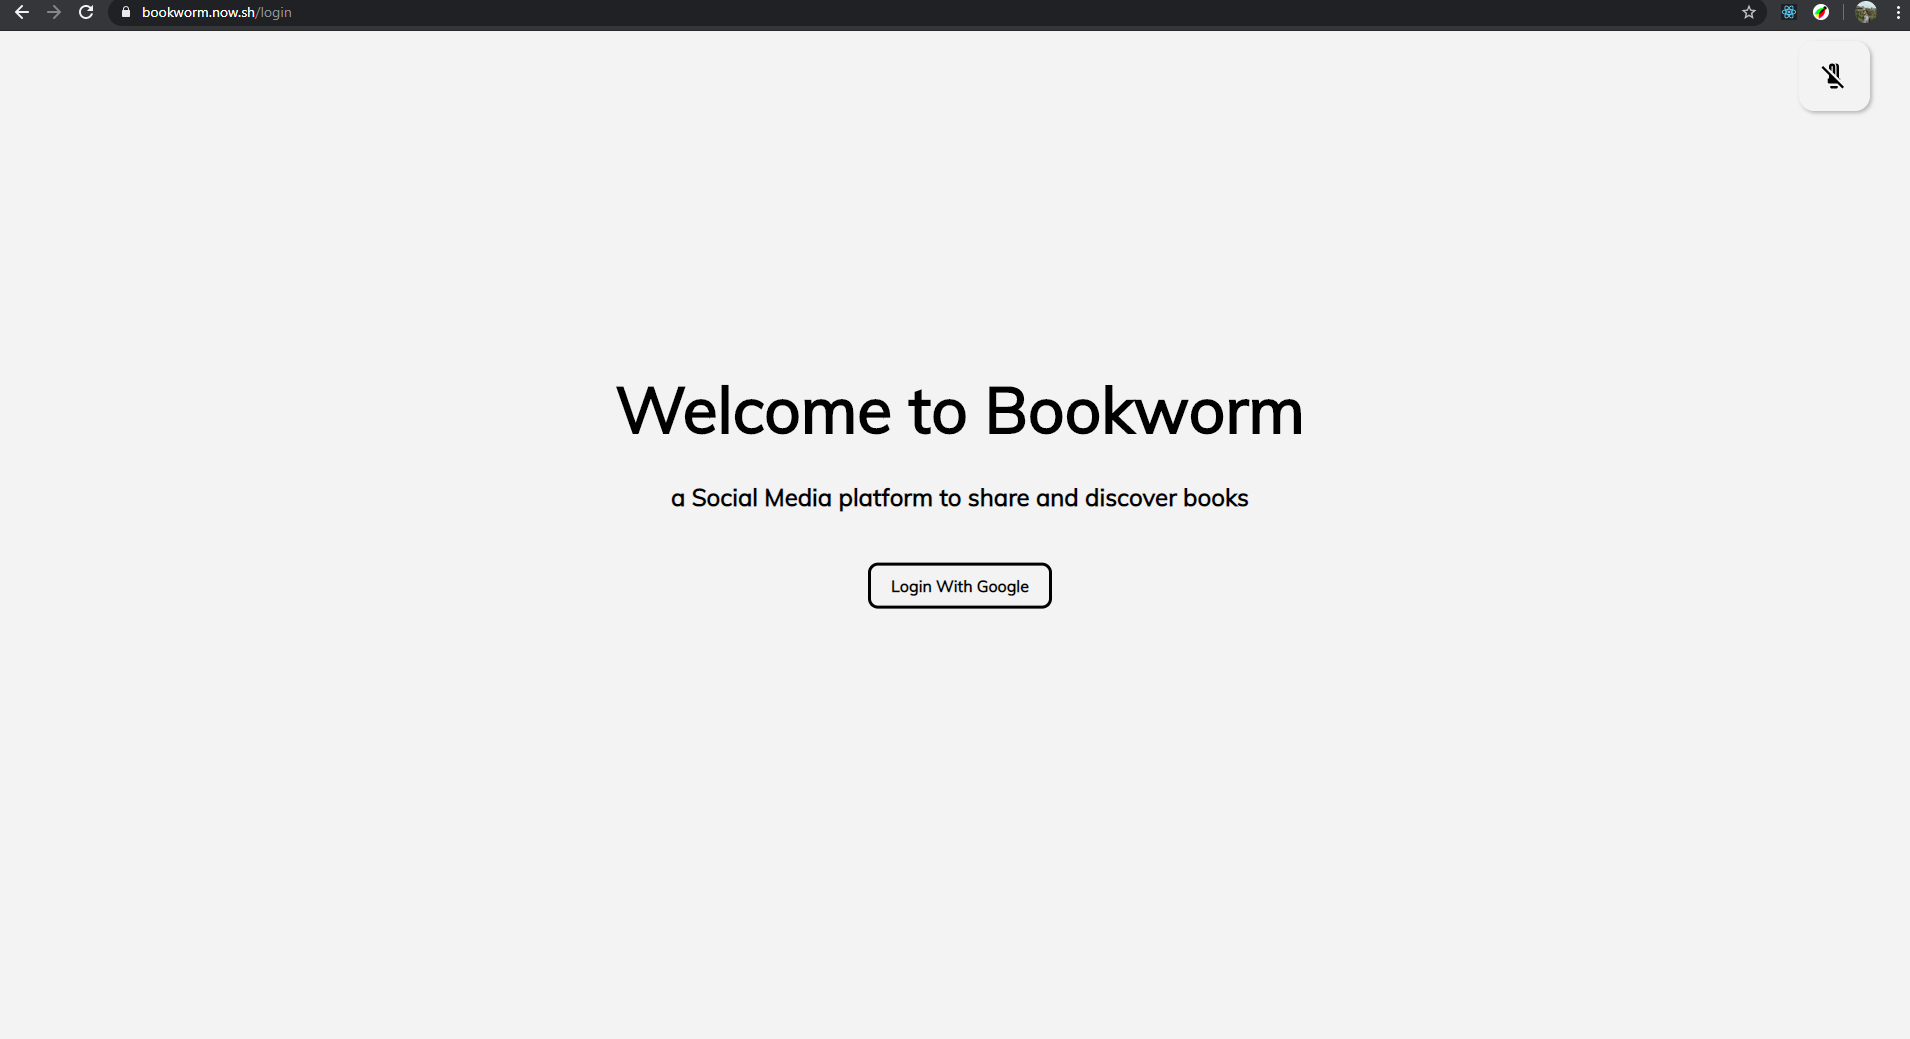 bookworm.now.sh/login
Welcome to Bookworm
a Social Media platform to share and discover books
Login With Google